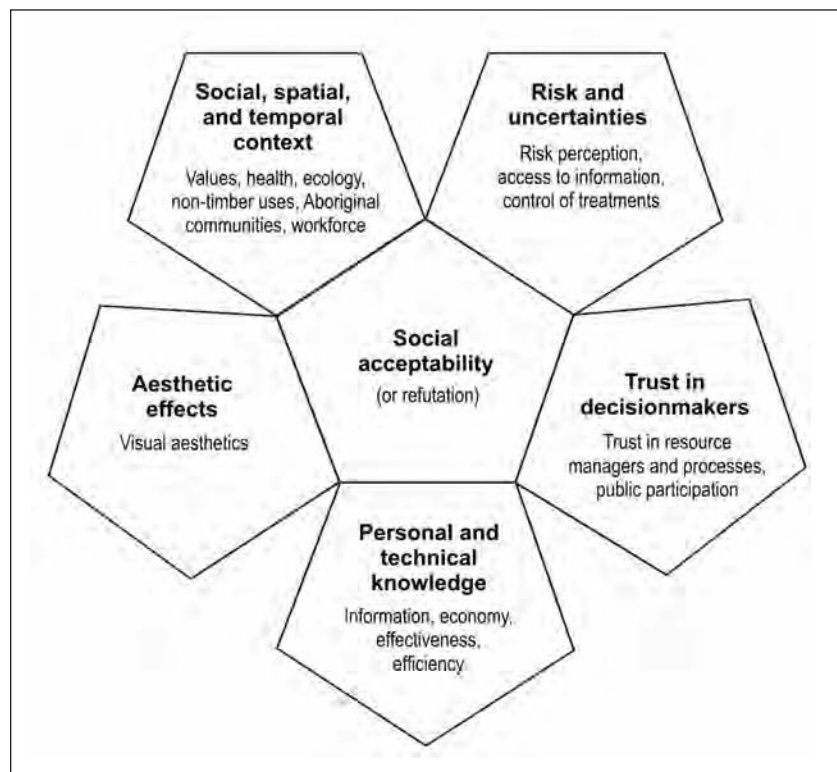 Social, spatial,
and temporal
context
Values, health, ecology,
non-timber uses, Aboriginal
communities, workforce
Risk and
uncertainties
Risk perception,
access to information,
control of treatments
Social
acceptability
(or refutation)
Aesthetic
effects
Visual aesthetics
Trust in
decisionmakers
Trust in resource
managers and processes,
public participation
Personal and
technical
knowledge
Information, economy,
effectiveness,
efficiency